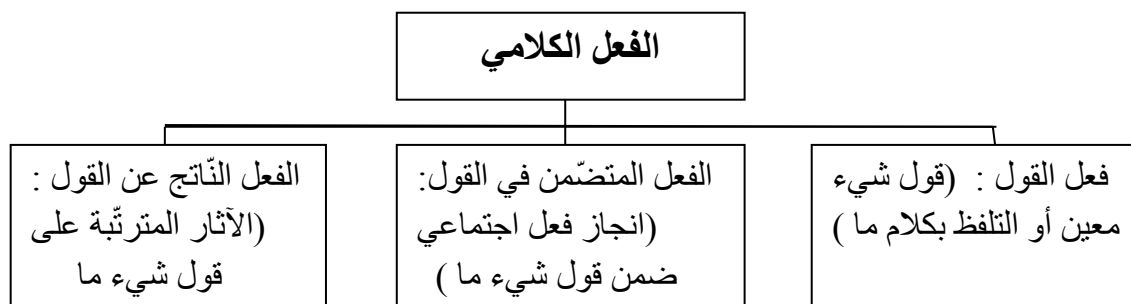 الفعل الكلامي
فعل القول : (قول شيء
معين أو التلفظ بكلام ما )
الفعل المتضّمن في القول:
(انجاز فعل اجتماعي
ضمن قول شيء ما )
الفعل النّاتج عن القول :
(الآثار المترتّبة على
قول شيء ما